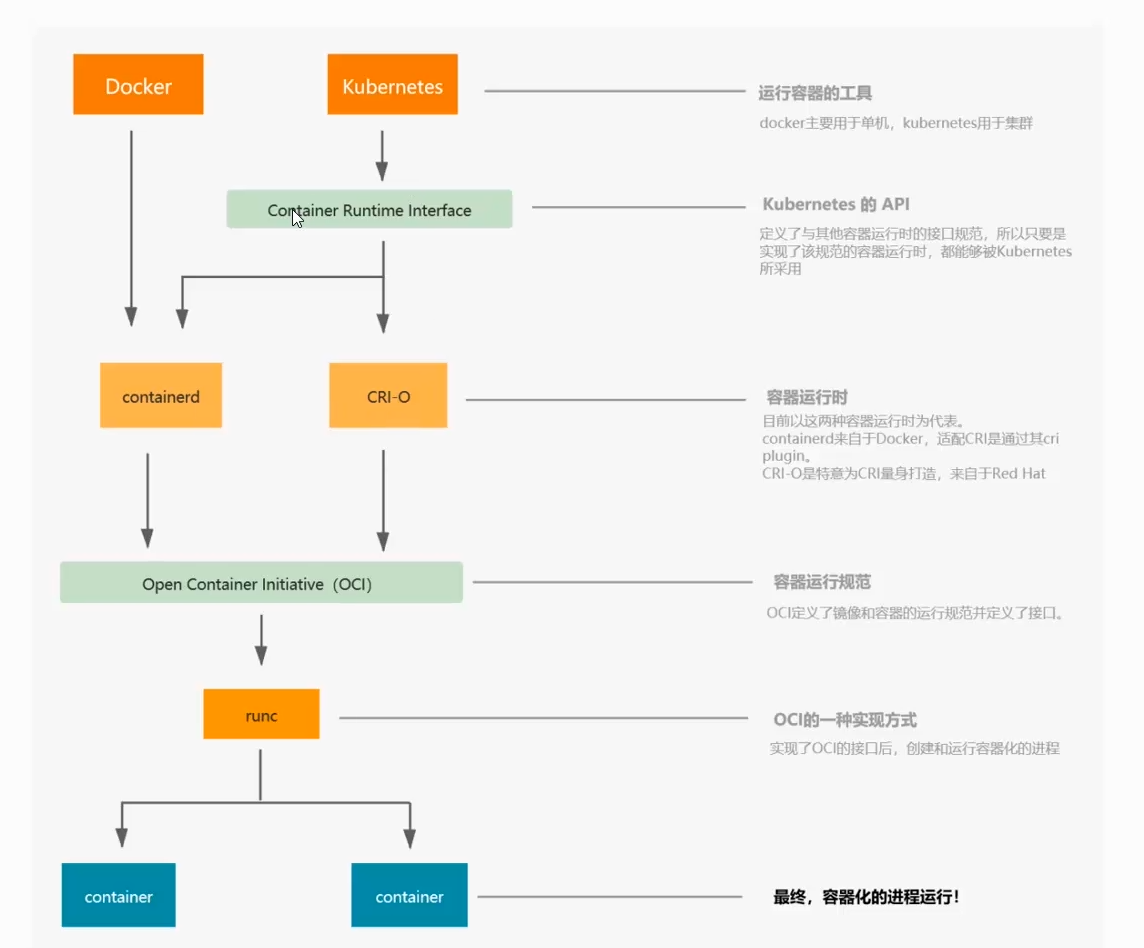 Docker
Kubernetes
运行容器的工具
docker主要用于单机，kubernetes用于集群
Container Runtime Interface
Kubernetes 的 API
定义了与其他容器运行时的接口规范，所以只要是
实现了该规范的容器运行时，都能够被Kubernetes
所采用
containerd
CRI-O
容器运行时
目前以这两种容器运行时为代表。
containerd来自于Docker，适配CRI是通过其cri
plugin。
CRI-O是特意为CRI量身打造，来自于Red Hat
Open Container Initiative（OCI）
容器运行规范
OCI定义了镜像和容器的运行规范并定义了接口。
runc
OCI的一种实现方式
实现了OCI的接口后，创建和运行容器化的进程
container
container
最终，容器化的进程运行！